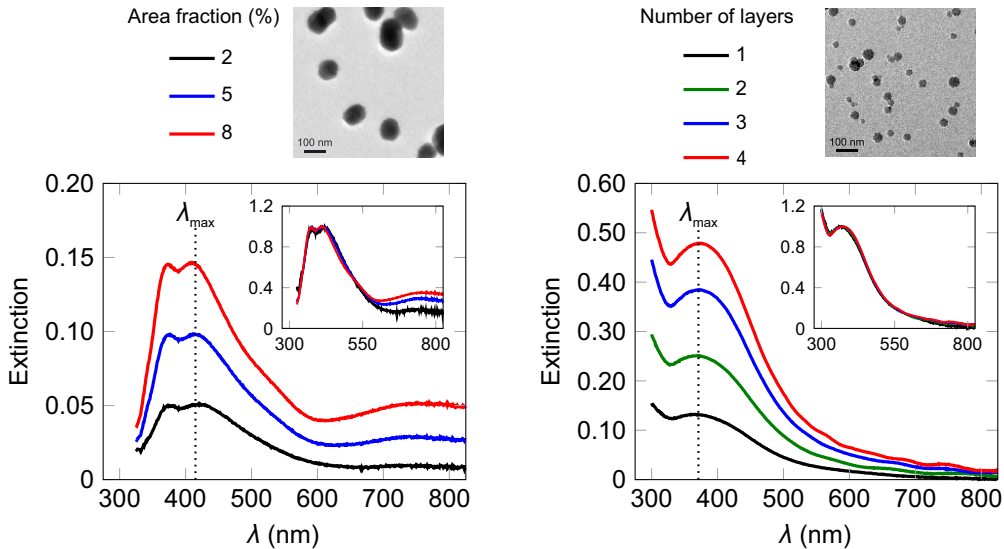 Area fraction (%)
2
5
8
100 nm
0.20
0.15
0.10
0.05
0
Extinction
300 400 500 600 700 800
λ (nm)
λmax
1.2
0.8
0.4
0
300 550 800
Number of layers
1
2
3
4
100 nm
0.60
0.50
0.40
0.30
0.20
0.10
0
Extinction
300 400 500 600 700 800
λ (nm)
λmax
1.2
0.8
0.4
0
300 550 800